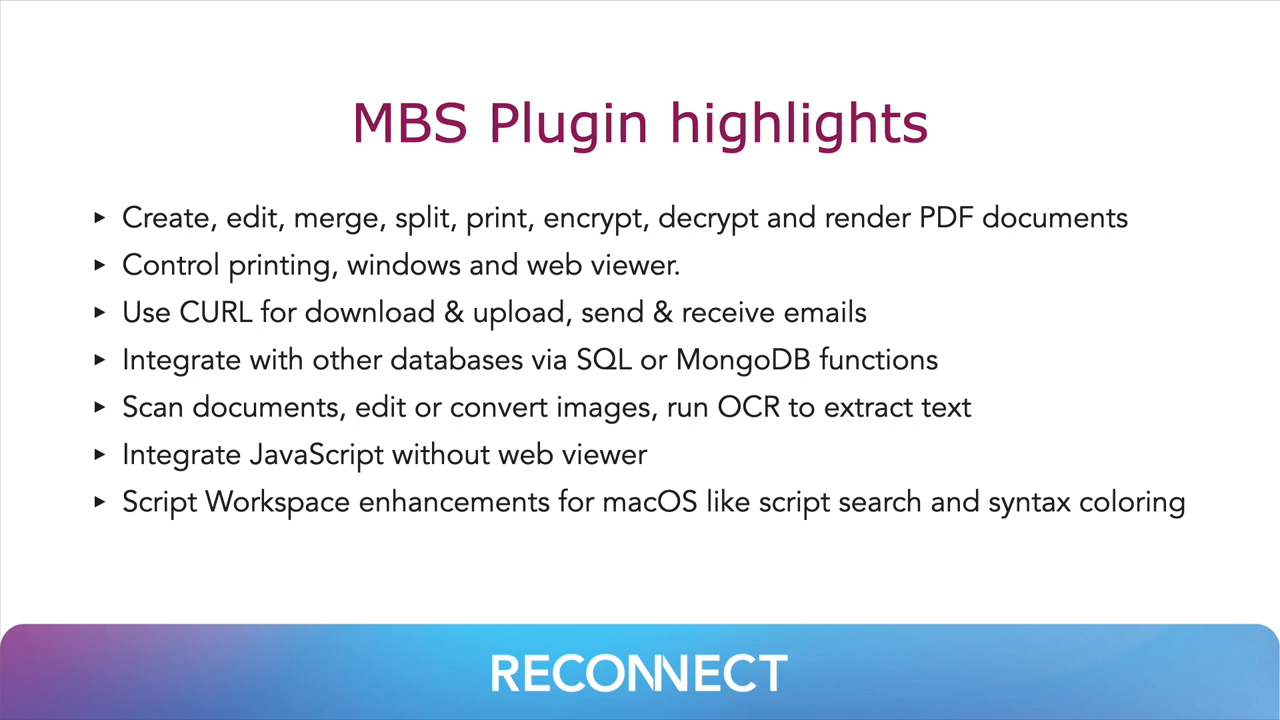 MBS Plugin highlights
▸ Create, edit, merge, split, print, encrypt, decrypt and render PDF documents
▸ Control printing, windows and web viewer.
▸ Use CURL for download & upload, send & receive emails
▸ Integrate with other databases via SQL or MongoDB functions
▸ Scan documents, edit or convert images, run OCR to extract text
▸ Integrate JavaScript without web viewer
▸ Script Workspace enhancements for macOS like script search and syntax coloring
RECONNECT